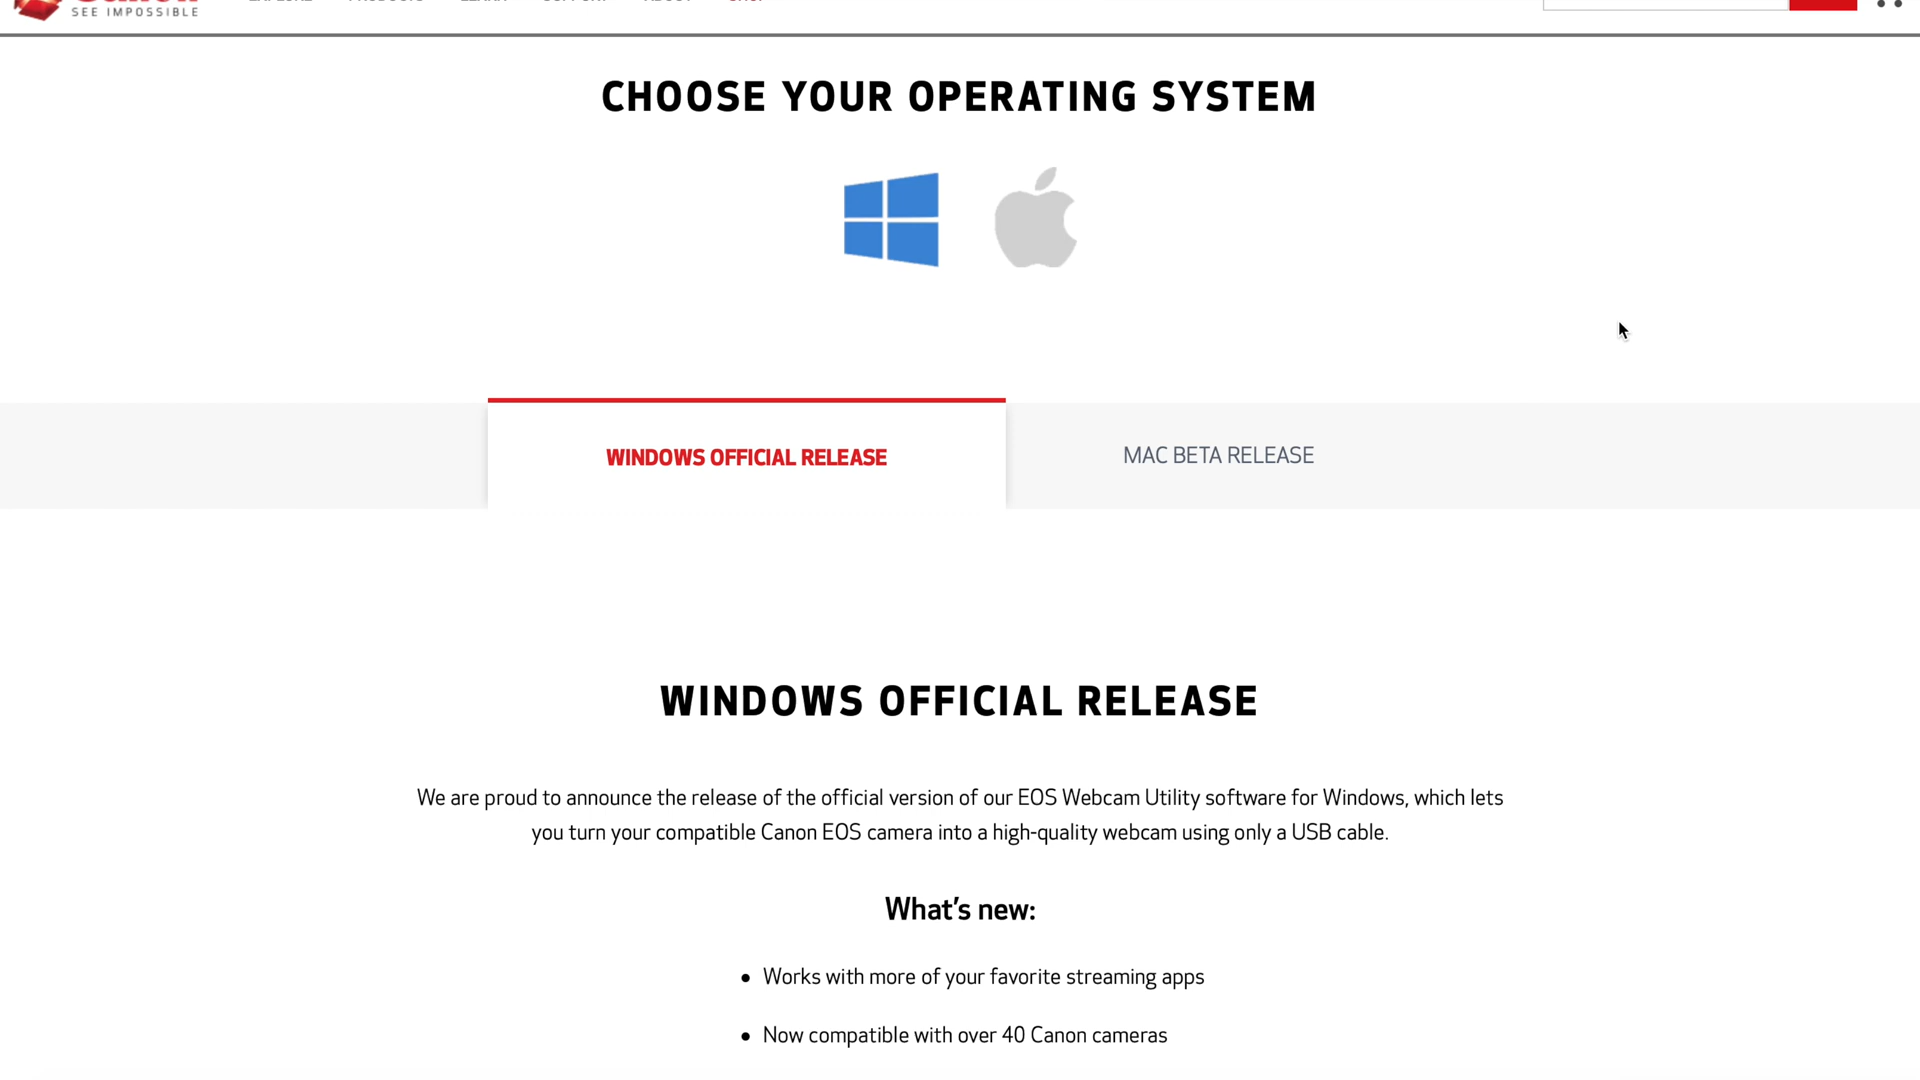 SEE IMPOSSIBLE
CHOOSE YOUR OPERATING SYSTEM
WINDOWS OFFICIAL RELEASE
MAC BETA RELEASE
WINDOWS OFFICIAL RELEASE
We are proud to announce the release of the official version of our EOS Webcam Utility software for Windows, which lets
you turn your compatible Canon EOS camera into a high-quality webcam using only a USB cable.
What's new:
• Works with more of your favorite streaming apps
• Now compatible with over 40 Canon cameras